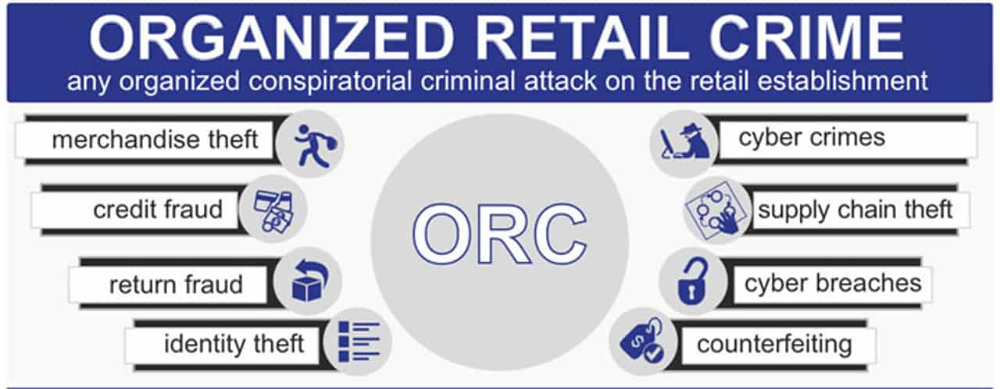 ORGANIZED RETAIL CRIME
any organized conspiratorial criminal attack on the retail establishment
merchandise theft
credit fraud
return fraud
identity theft
ORC
cyber crimes
supply chain theft
cyber breaches
counterfeiting
$